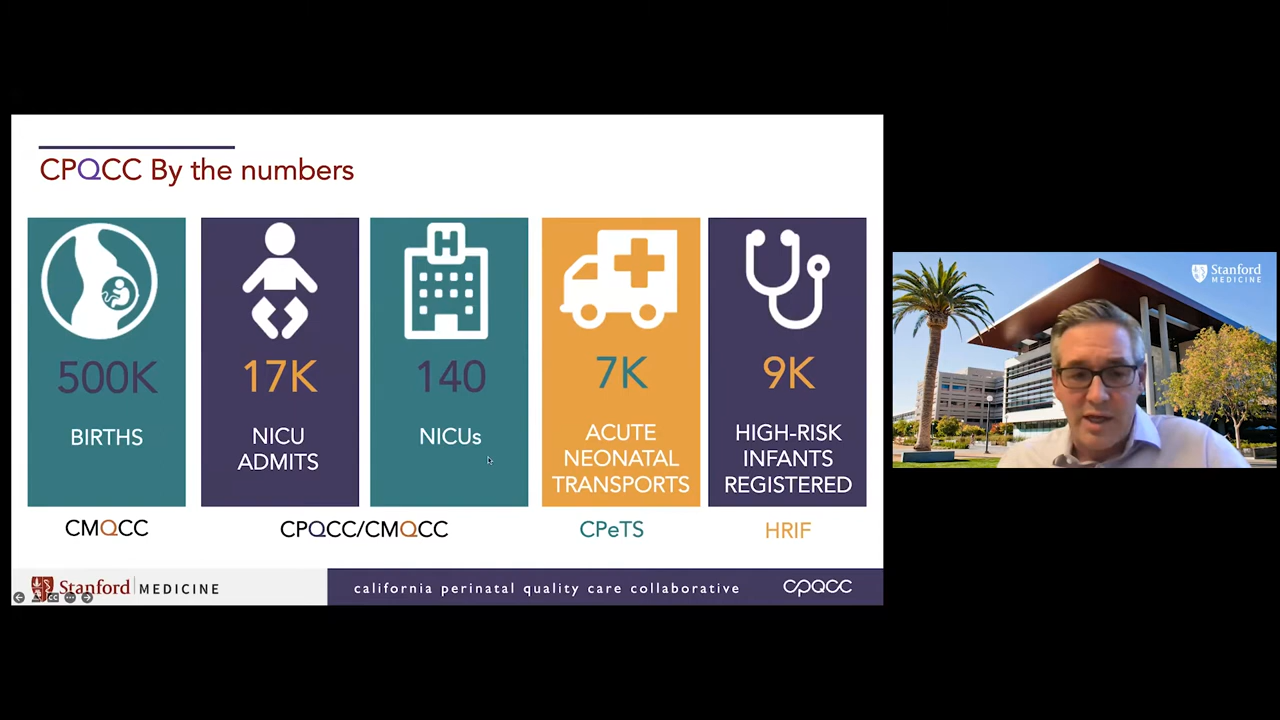 CPQCC By the numbers
500K
BIRTHS
17K
NICU
ADMITS
140
NICUs
7K
ACUTE
NEONATAL
TRANSPORTS
9K
HIGH-RISK
INFANTS
REGISTERED
CMQCC
CPQCC/CMQCC
CPeTS
HRIF
Stanford MEDICINE
california perinatal quality care collaborative
CPQCC
H
Stanford
MEDICINE